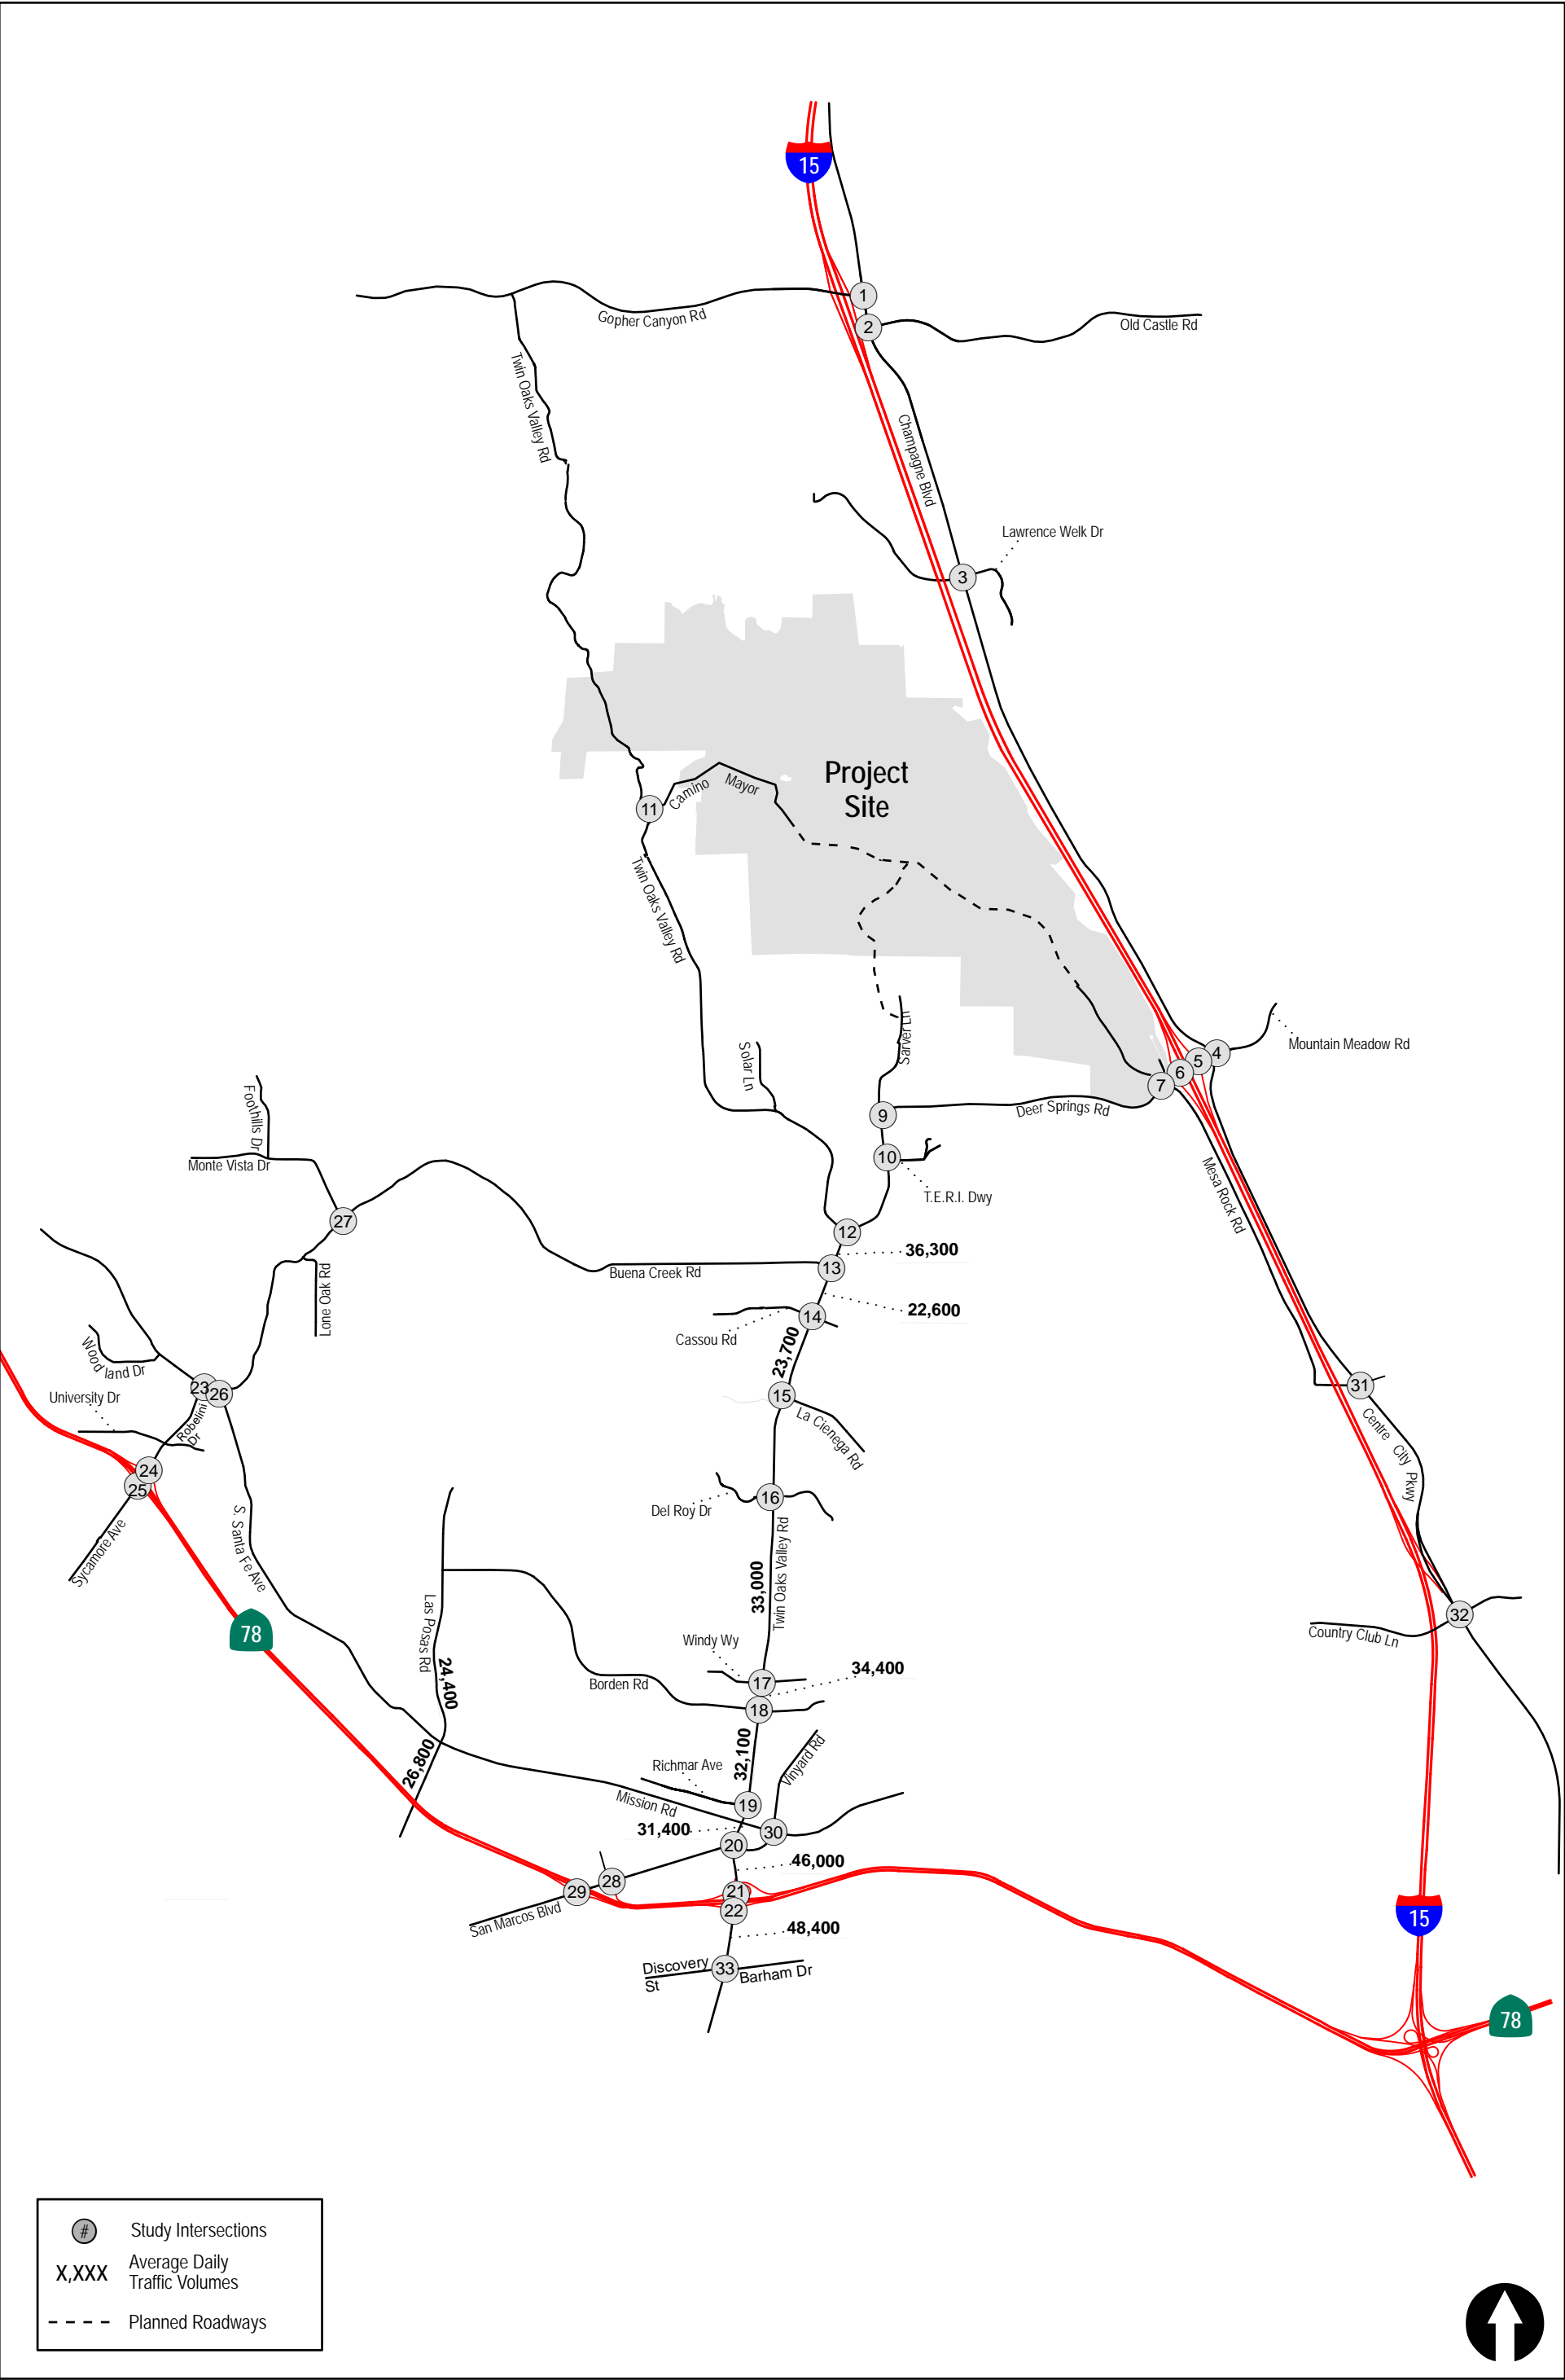 15
1
Gopher Canyon Rd
2
Old Castle Rd
Twin Oaks Valley Rd
Champagne Blvd
Lawrence Welk Dr
3
Project
Site
Camino Mayor
11
Twin Oaks Valley Rd
Sarver Ln
Solar Ln
4
5
6
7
Mountain Meadow Rd
Foothills Dr
9
Deer Springs Rd
Monte Vista Dr
10
Mesa Rock Rd
T.E.R.I. Dwy
27
12
36,300
13
Buena Creek Rd
Lone Oak Rd
22,600
14
Cassou Rd
23,700
Woodland Dr
23
26
15
31
University Dr
Robelini
Dr
La Cienega Rd
Centre City Pkwy
24
25
16
Del Roy Dr
Sycamore Ave
S. Santa Fe Ave
33,000
Twin Oaks Valley Rd
78
Las Posas Rd
24,400
32
Country Club Ln
Windy Wy
34,400
17
Borden Rd
18
26,800
32,100
Vinyard Rd
Richmar Ave
Mission Rd
19
31,400
30
20
46,000
28
29
21
22
San Marcos Blvd
15
48,400
Discovery
St
33
Barham Dr
78
# Study Intersections
X,XXX Average Daily
Traffic Volumes
Planned Roadways